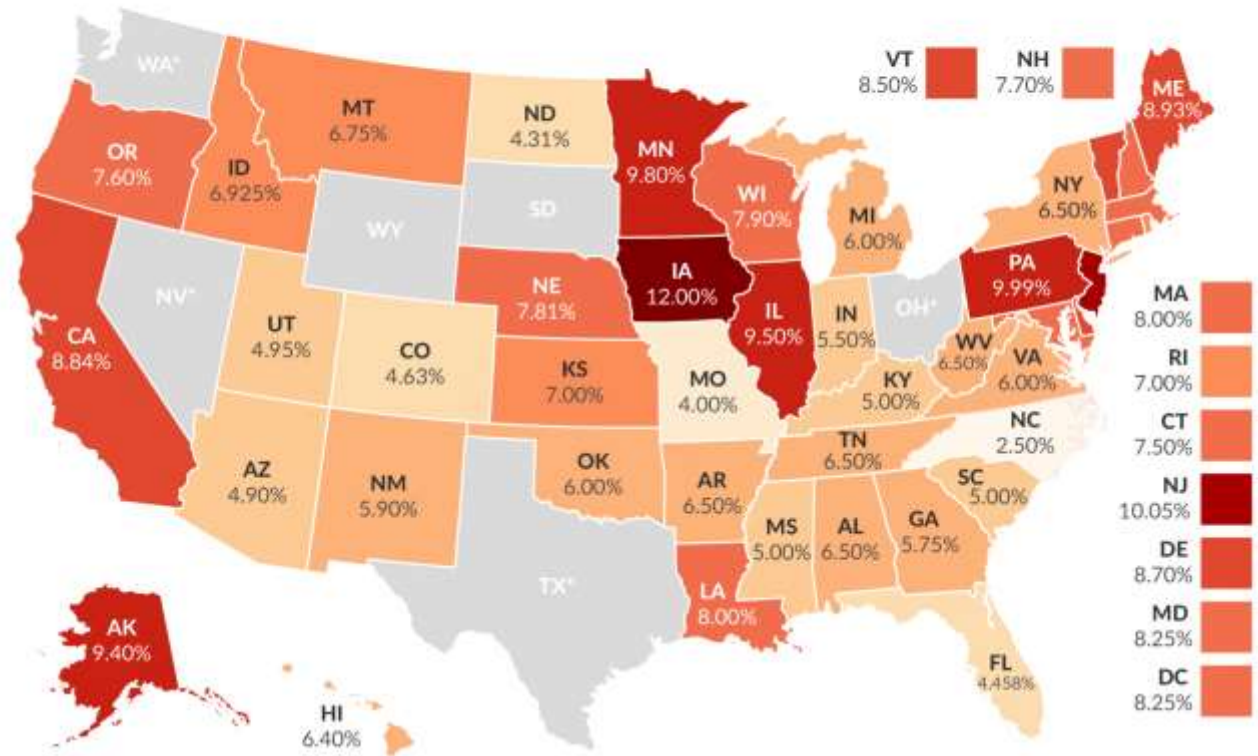 WA*
VT
8.50%
NH
7.70%
ME
8.93%
MT
6.75%
ND
4.31%
MN
9.80%
OR
7.60%
ID
6.925%
WI
7.90%
NY
6.50%
SD
MI
6.00%
WY
IA
12.00%
PA
9.99%
NE
7.81%
MA
8.00%
NV*
IL
9.50%
IN
5.50%
OH*
CA
8.84%
UT
4.95%
CO
4.63%
WV
6.50%
VA
6.00%
RI
7.00%
KS
7.00%
MO
4.00%
KY
5.00%
NC
2.50%
CT
7.50%
TN
6.50%
AZ
4.90%
NM
5.90%
OK
6.00%
AR
6.50%
SC
5.00%
NJ
10.05%
MS
5.00%
AL
6.50%
GA
5.75%
DE
8.70%
TX*
LA
8.00%
AK
9.40%
MD
8.25%
FL
4.458%
DC
8.25%
HI
6.40%